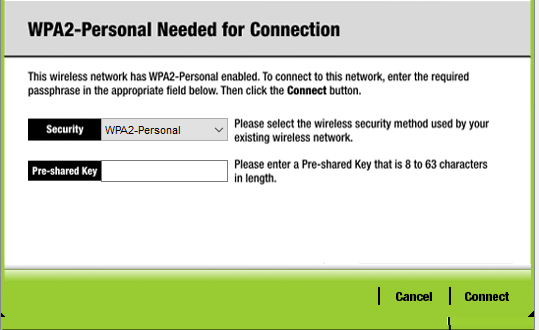 WPA2-Personal Needed for Connection
This wireless network has WPA2-Personal enabled. To connect to this network, enter the required
passphrase in the appropriate field below. Then click the Connect button.
Security WPA2-Personal Please select the wireless security method used by your
existing wireless network.
Pre-shared Key Please enter a Pre-shared Key that is 8 to 63 characters
in length.
Cancel Connect